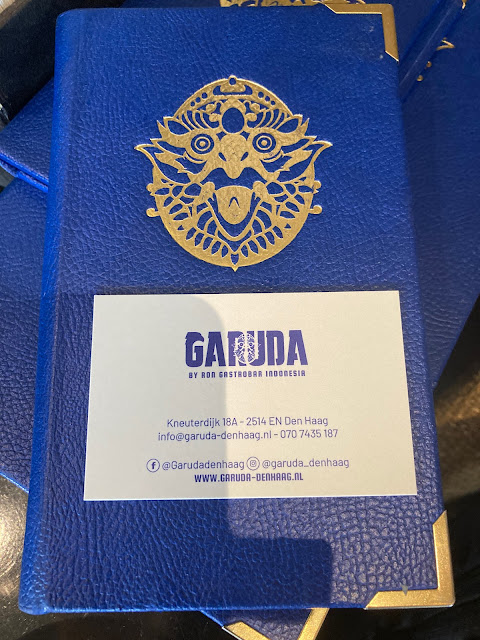 GARUDA
BY RON GASTROBAR INDONESIA
Kneuterdijk 18A - 2514 EN Den Haag
info@garuda-denhaag.nl - 070 7435 187
@Garudadenhaag @garuda_denhaag
WWW.GARUDA-DENHAAG.NL